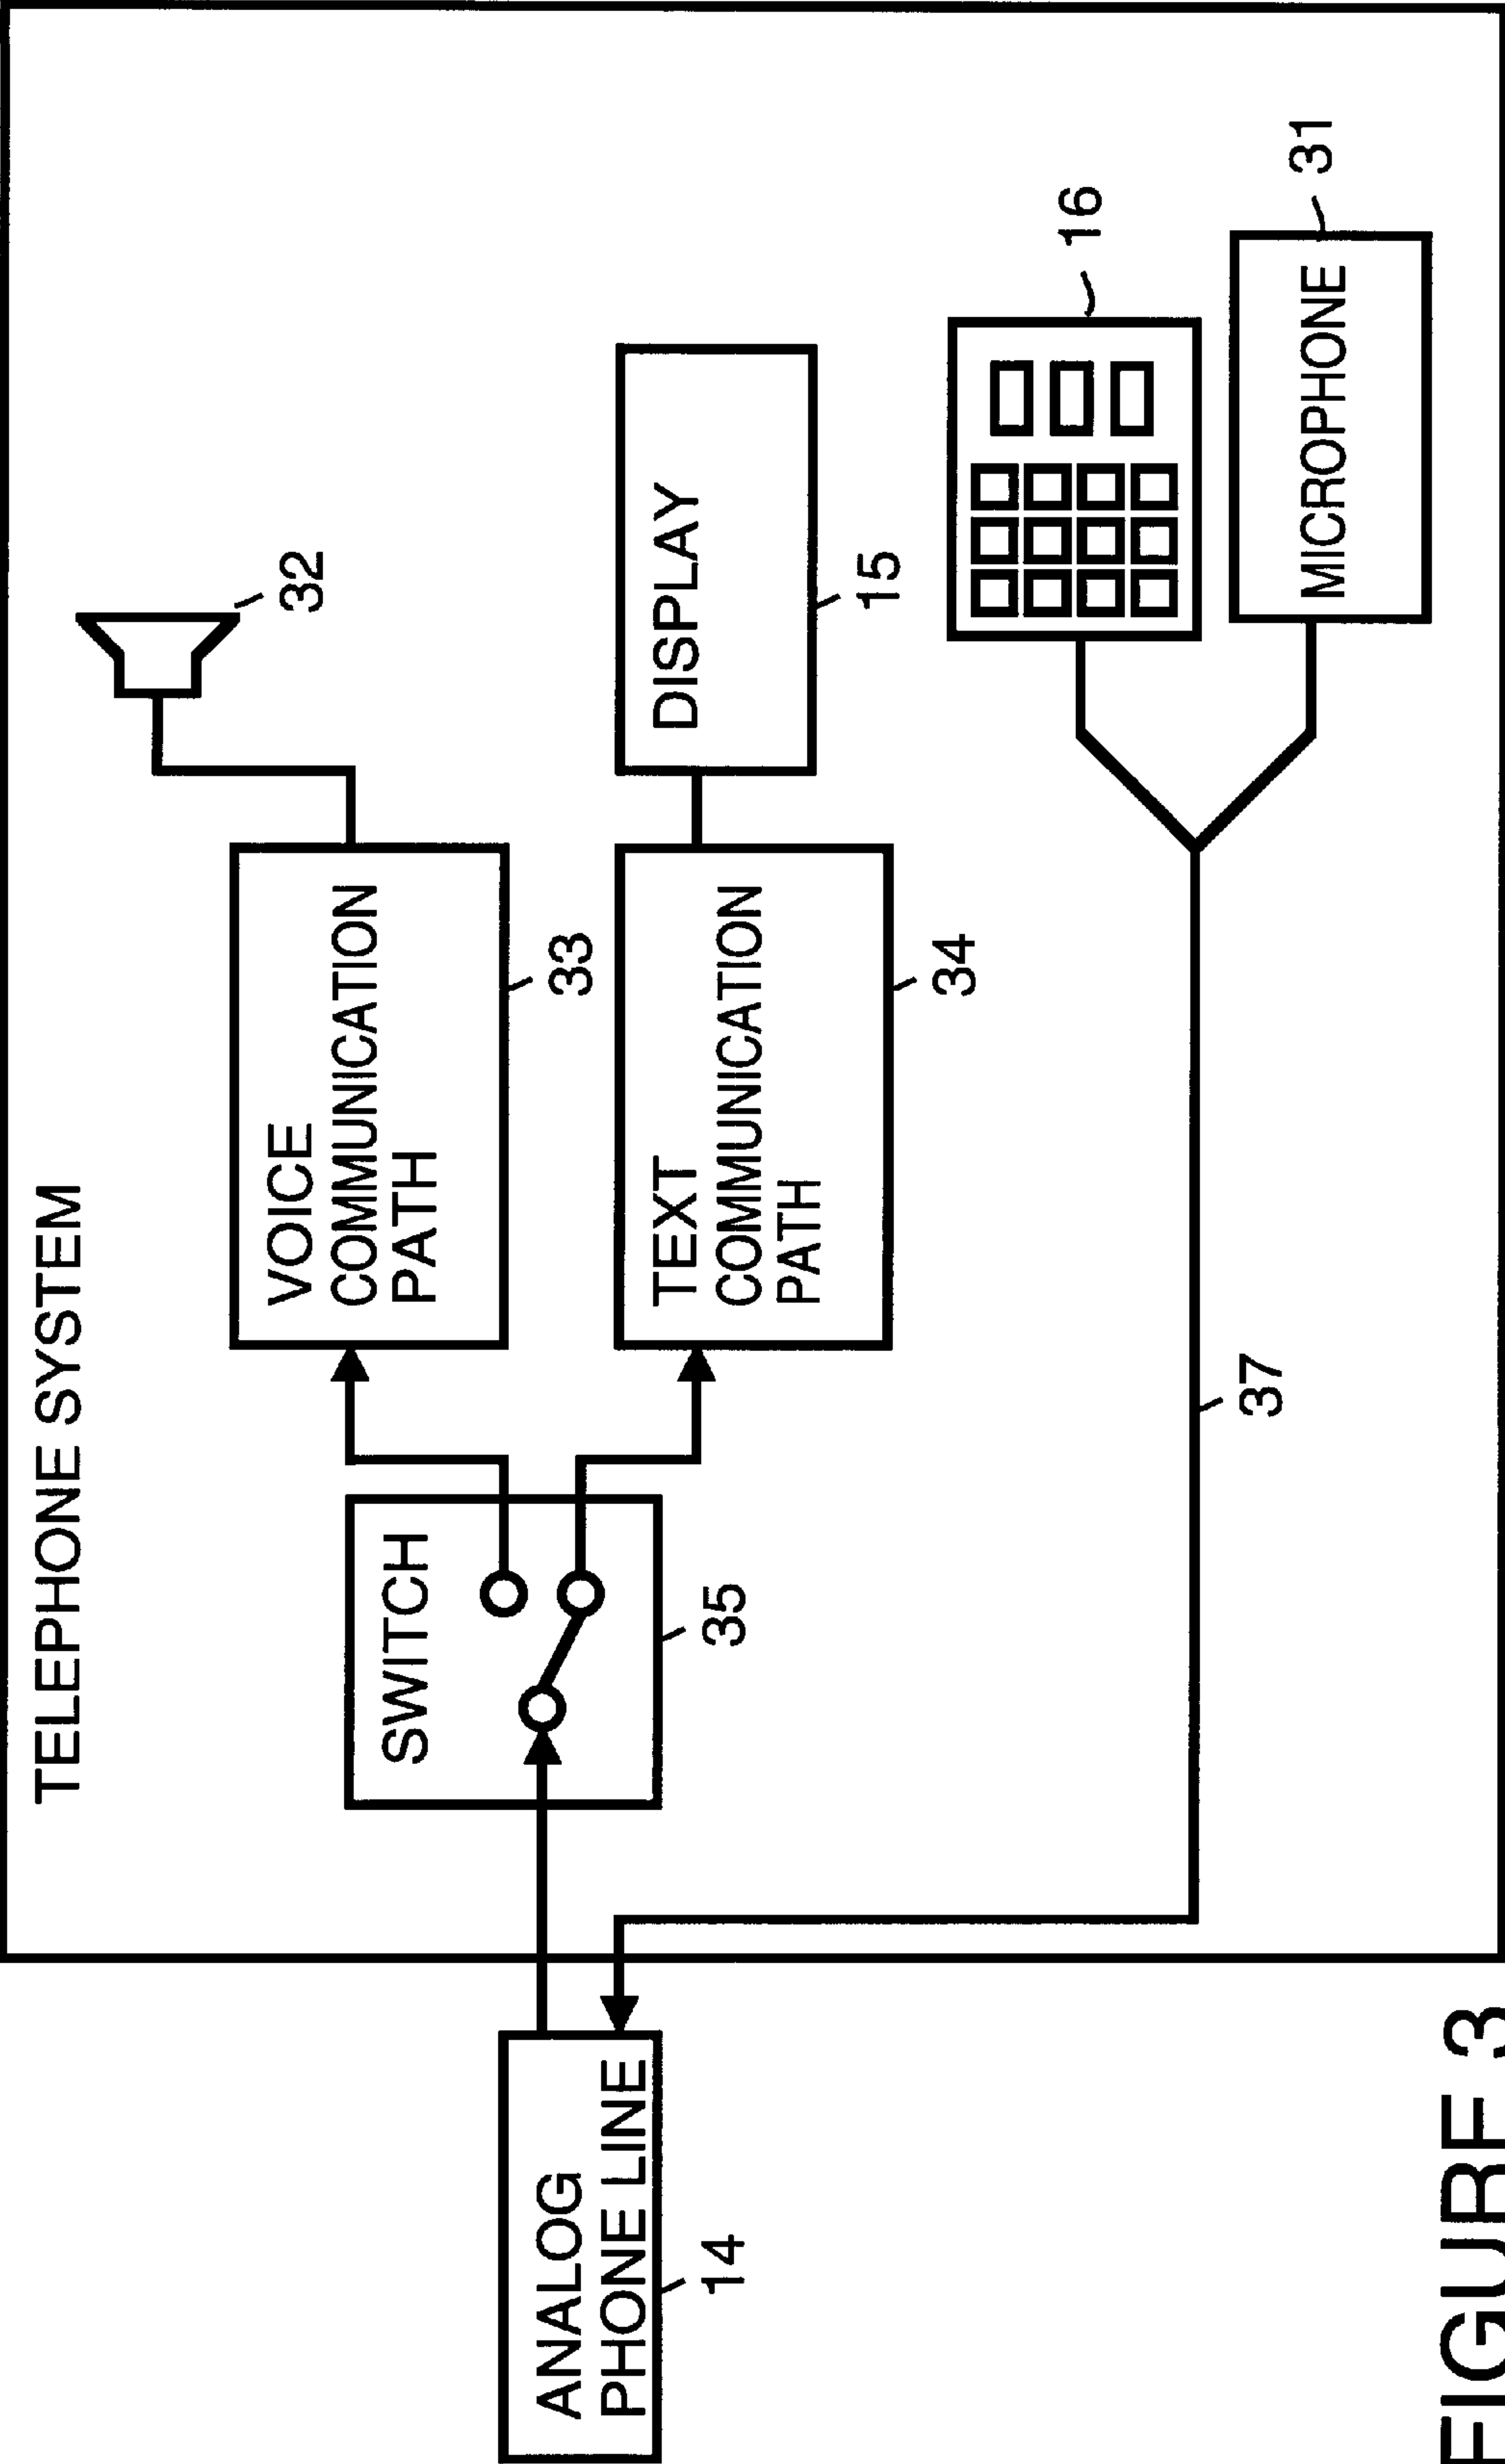 TELEPHONE SYSTEM
32
VOICE
COMMUNICATION
PATH
33
SWITCH
35
ANALOG
PHONE LINE
14
TEXT
COMMUNICATION
PATH
34
DISPLAY
15
16
MICROPHONE
31
37
FIGURE 3